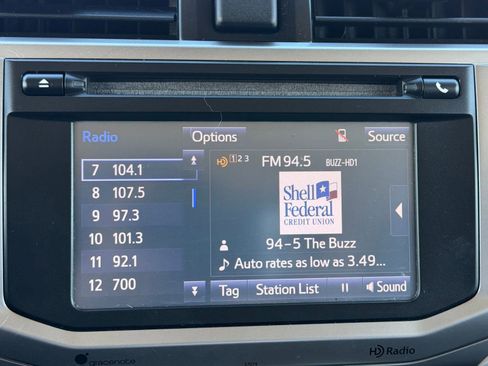 Radio
Options
Source
7 104.1
8 107.5
9 97.3
10 101.3
11 92.1
12 700
HD 1 2 3 FM 94.5 BUZZ-HD1
Shell
Federal
CREDIT UNION
94-5 The Buzz
Auto rates as low as 3.49...
Tag
Station List
Sound
gracenote
HD Radio